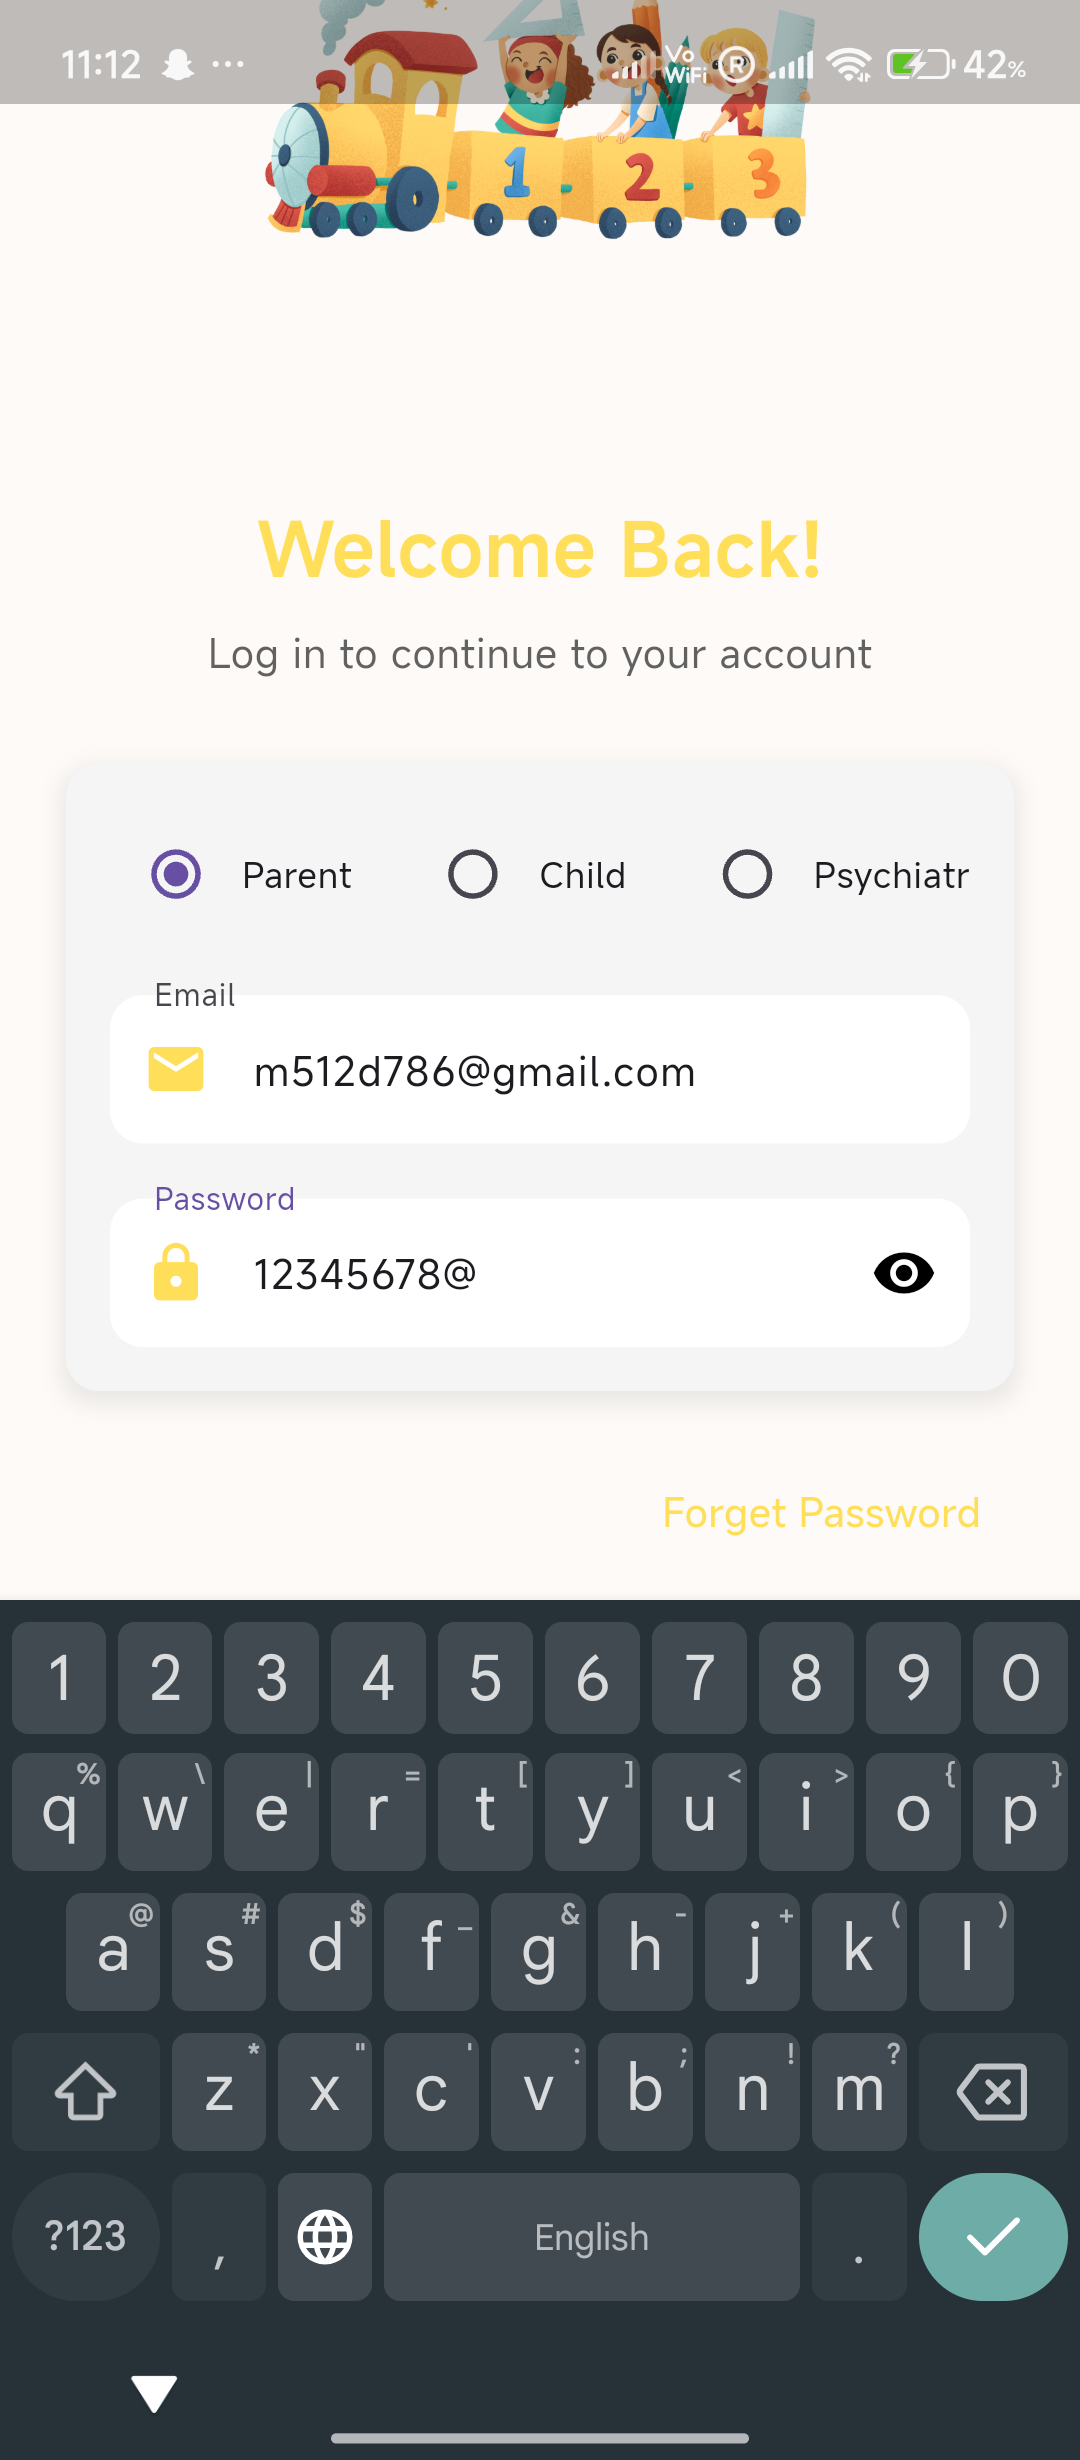 11:12 ... Vo WiFi R 42%
1 2 3
Welcome Back!
Log in to continue to your account
Parent Child Psychiatr
Email
m512d786@gmail.com
Password
12345678@
Forget Password
1 2 3 4 5 6 7 8 9 0
% \ | = [ ] < > { }
q w e r t y u i o p
@ # $ _ & - + ( )
a s d f g h j k l
* " ' : ; ! ?
z x c v b n m
?123 , English .